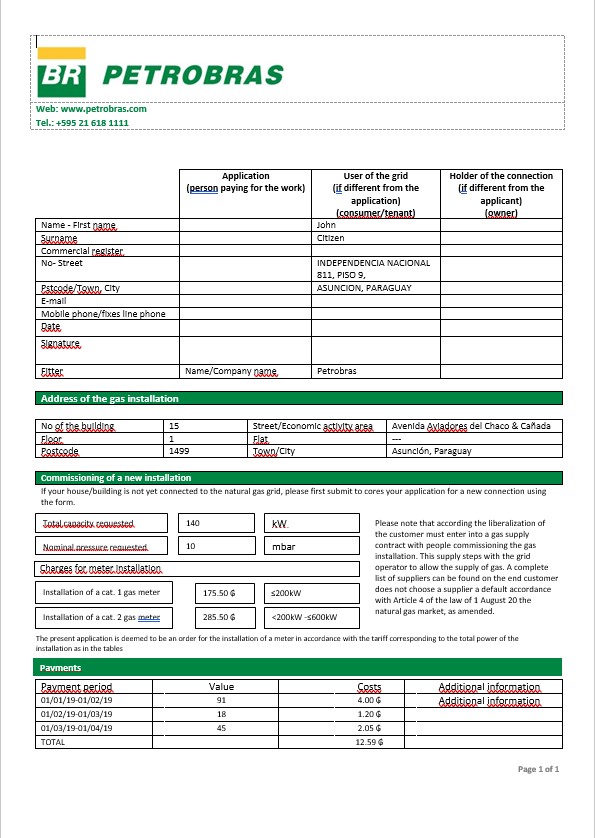 BR PETROBRAS
Web: www.petrobras.com
Tel.: +595 21 618 1111
Application
(person paying for the work)
User of the grid
(if different from the
application)
(consumer/tenant)
Holder of the connection
(if different from the
applicant)
(owner)
Name - First name
John
Surname
Citizen
Commercial register
No- Street
INDEPENDENCIA NACIONAL
811, PISO 9,
Pstcode/Town, City
ASUNCION, PARAGUAY
E-mail
Mobile phone/fixes line phone
Date
Signature
Fitter
Name/Company name
Petrobras
Address of the gas installation
No of the building
15
Street/Economic activity area
Avenida Aviadores del Chaco & Cañada
Floor
1
Flat
---
Postcode
1499
Town/City
Asunción, Paraguay
Commissioning of a new installation
If your house/building is not yet connected to the natural gas grid, please first submit to cores your application for a new connection using
the form.
Total capacity requested
140
kW
Nominal pressure requested
10
mbar
Charges for meter installation
Installation of a cat. 1 gas meter
175.50 ₲
≤200kW
Installation of a cat. 2 gas meter
285.50 ₲
<200kW -≤600kW
Please note that according the liberalization of
the customer must enter into a gas supply
contract with people commissioning the gas
installation. This supply steps with the grid
operator to allow the supply of gas. A complete
list of suppliers can be found on the end customer
does not choose a supplier a default accordance
with Article 4 of the law of 1 August 20 the
natural gas market, as amended.
The present application is deemed to be an order for the installation of a meter in accordance with the tariff corresponding to the total power of the
installation as in the tables
Payments
Payment period
Value
Costs
Additional information
01/01/19-01/02/19
91
4.00 ₲
Additional information
01/02/19-01/03/19
18
1.20 ₲
01/03/19-01/04/19
45
2.05 ₲
TOTAL
12.59 ₲
Page 1 of 1